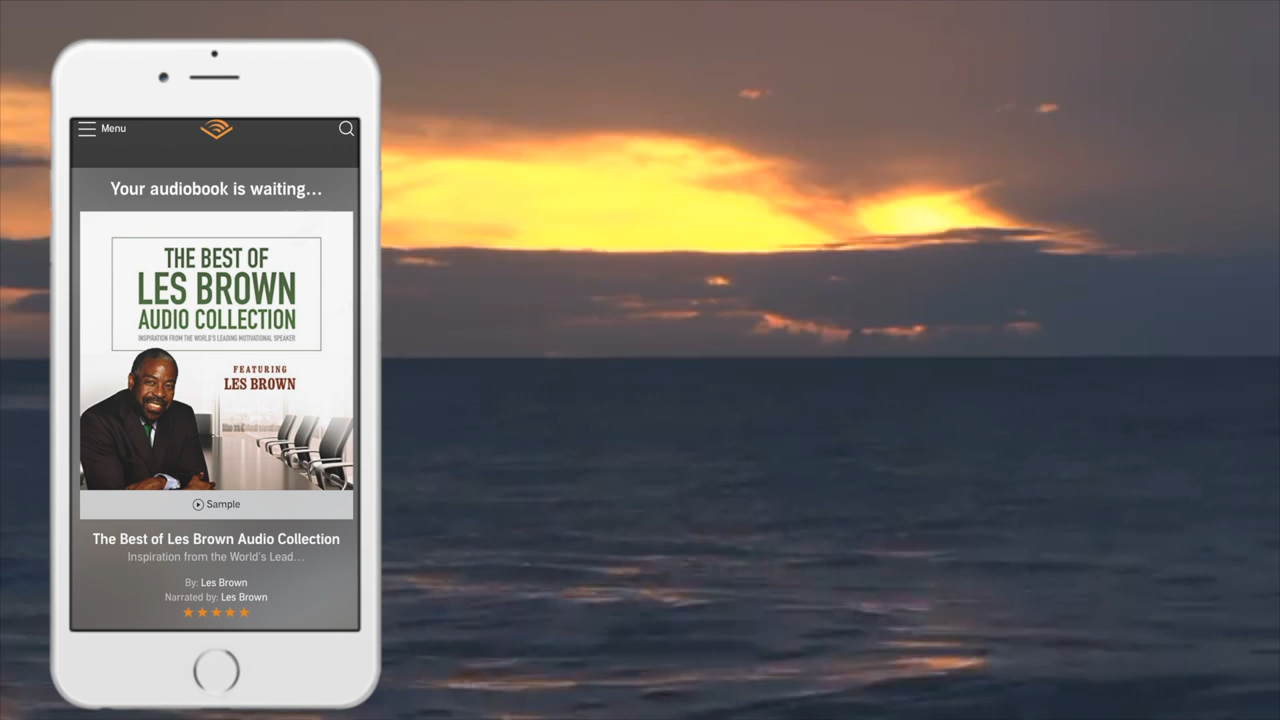 Menu
Your audiobook is waiting...
THE BEST OF
LES BROWN
AUDIO COLLECTION
INSPIRATION FROM THE WORLD'S LEADING MOTIVATIONAL SPEAKER
FEATURING
LES BROWN
Sample
The Best of Les Brown Audio Collection
Inspiration from the World's Lead...
By: Les Brown
Narrated by: Les Brown